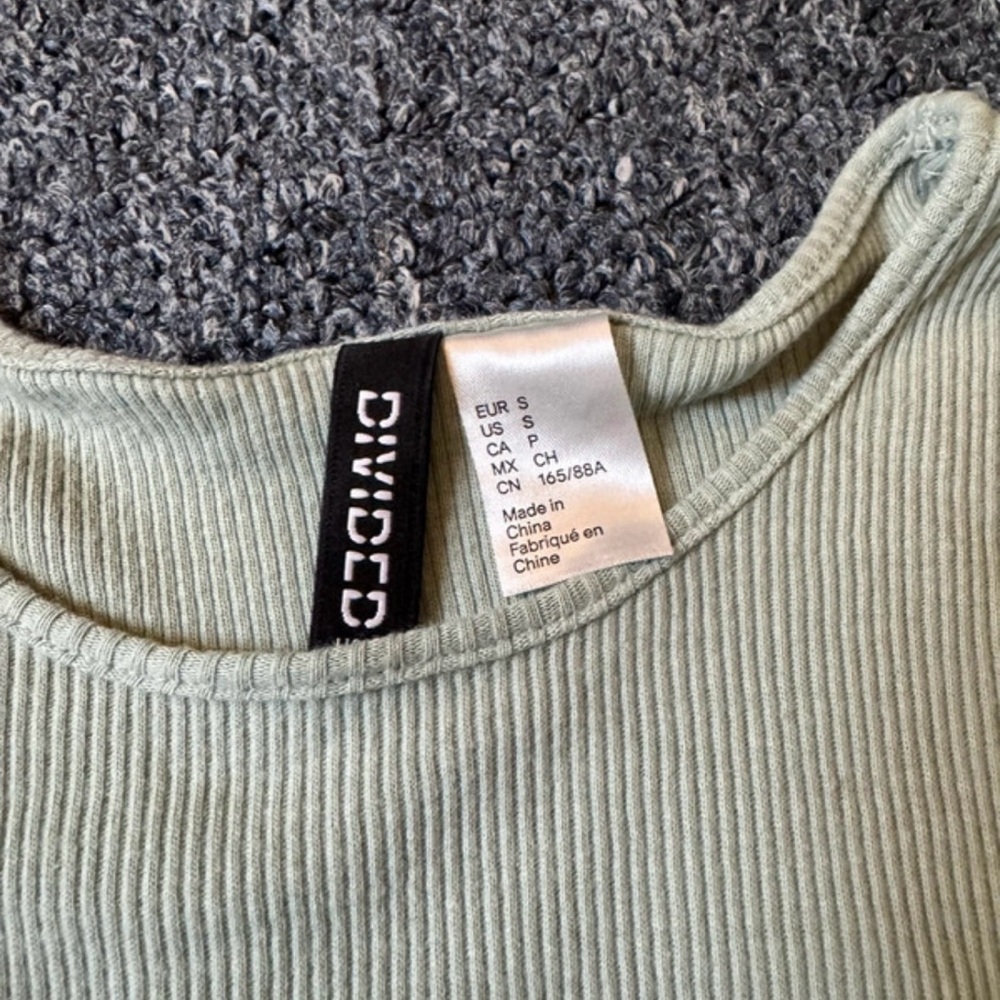 DIVIDED
EUR S
US S
CA P
MX CH
CN 165/88A
Made in
China
Fabriqué en
Chine